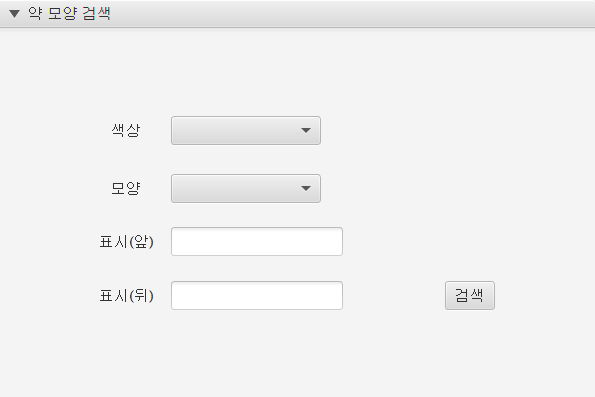 약 모양 검색
색상
모양
표시(앞)
표시(뒤)
검색